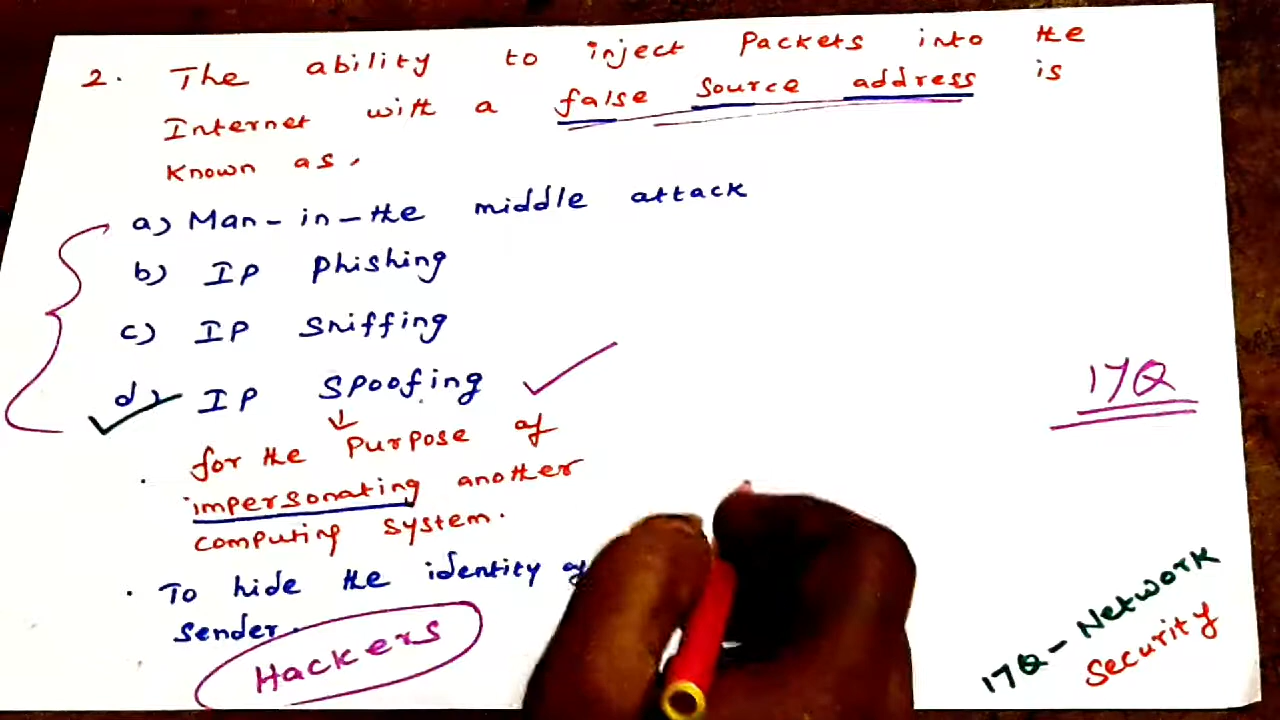 2. The ability to inject Packets into the
Internet with a false source address is
known as,
a) Man-in-the middle attack
b) IP Phishing
c) IP Sniffing
d) IP Spoofing
17Q
for the Purpose of
impersonating another
computing system.
To hide the identity of
sender.
Hackers
17Q - Network
Security